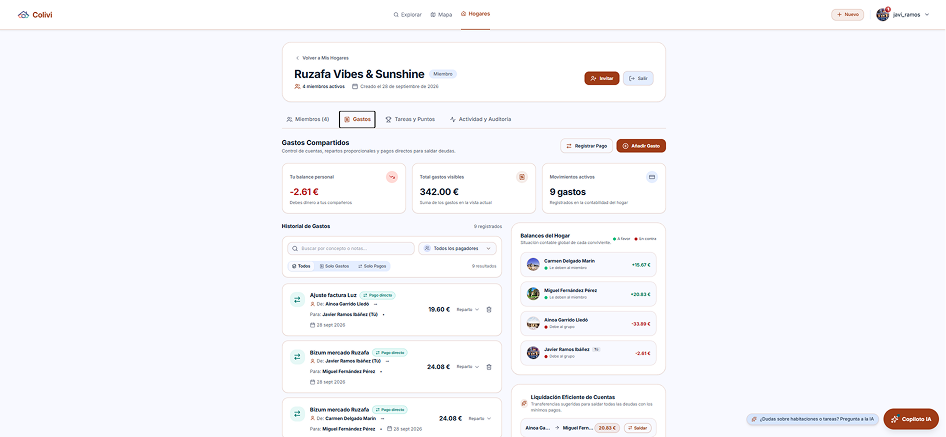 Colivi
Explorar
Mapa
Hogares
+ Nuevo
javi_ramos
Volver a Mis Hogares
Ruzafa Vibes & Sunshine
Miembro
4 miembros activos
Creado el 28 de septiembre de 2026
Invitar
Salir
Miembros (4)
Gastos
Tareas y Puntos
Actividad y Auditoría
Gastos Compartidos
Control de cuentas, repartos proporcionales y pagos directos para saldar deudas.
Registrar Pago
Añadir Gasto
Tu balance personal
-2.61 €
Debes dinero a tus compañeros
Total gastos visibles
342.00 €
Suma de los gastos en la vista actual
Movimientos activos
9 gastos
Registrados en la contabilidad del hogar
Historial de Gastos
9 registrados
Buscar por concepto o notas...
Todos los pagadores
Todos
Solo Gastos
Solo Pagos
9 resultados
Ajuste factura Luz
Pago directo
De: Ainoa Garrido Lledó →
Para: Javier Ramos Ibáñez (Tú) •
28 sept 2026
19.60 €
Reparto
Bizum mercado Ruzafa
Pago directo
De: Javier Ramos Ibáñez (Tú) →
Para: Miguel Fernández Pérez •
28 sept 2026
24.08 €
Reparto
Bizum mercado Ruzafa
Pago directo
De: Carmen Delgado Marín →
Para: Miguel Fernández Pérez •
28 sept 2026
24.08 €
Reparto
Balances del Hogar
Situación contable global de cada conviviente.
A favor
En contra
Carmen Delgado Marín
Le deben al miembro
+15.67 €
Miguel Fernández Pérez
Le deben al miembro
+20.83 €
Ainoa Garrido Lledó
Debe al grupo
-33.89 €
Javier Ramos Ibáñez
Tú
Debe al grupo
-2.61 €
Liquidación Eficiente de Cuentas
Transferencias sugeridas para saldar todas las deudas con los mínimos pagos.
Ainoa Ga...
→
Miguel Fern...
20.83 €
Saldar
¿Dudas sobre habitaciones o tareas? Pregunta a la IA
Copiloto IA